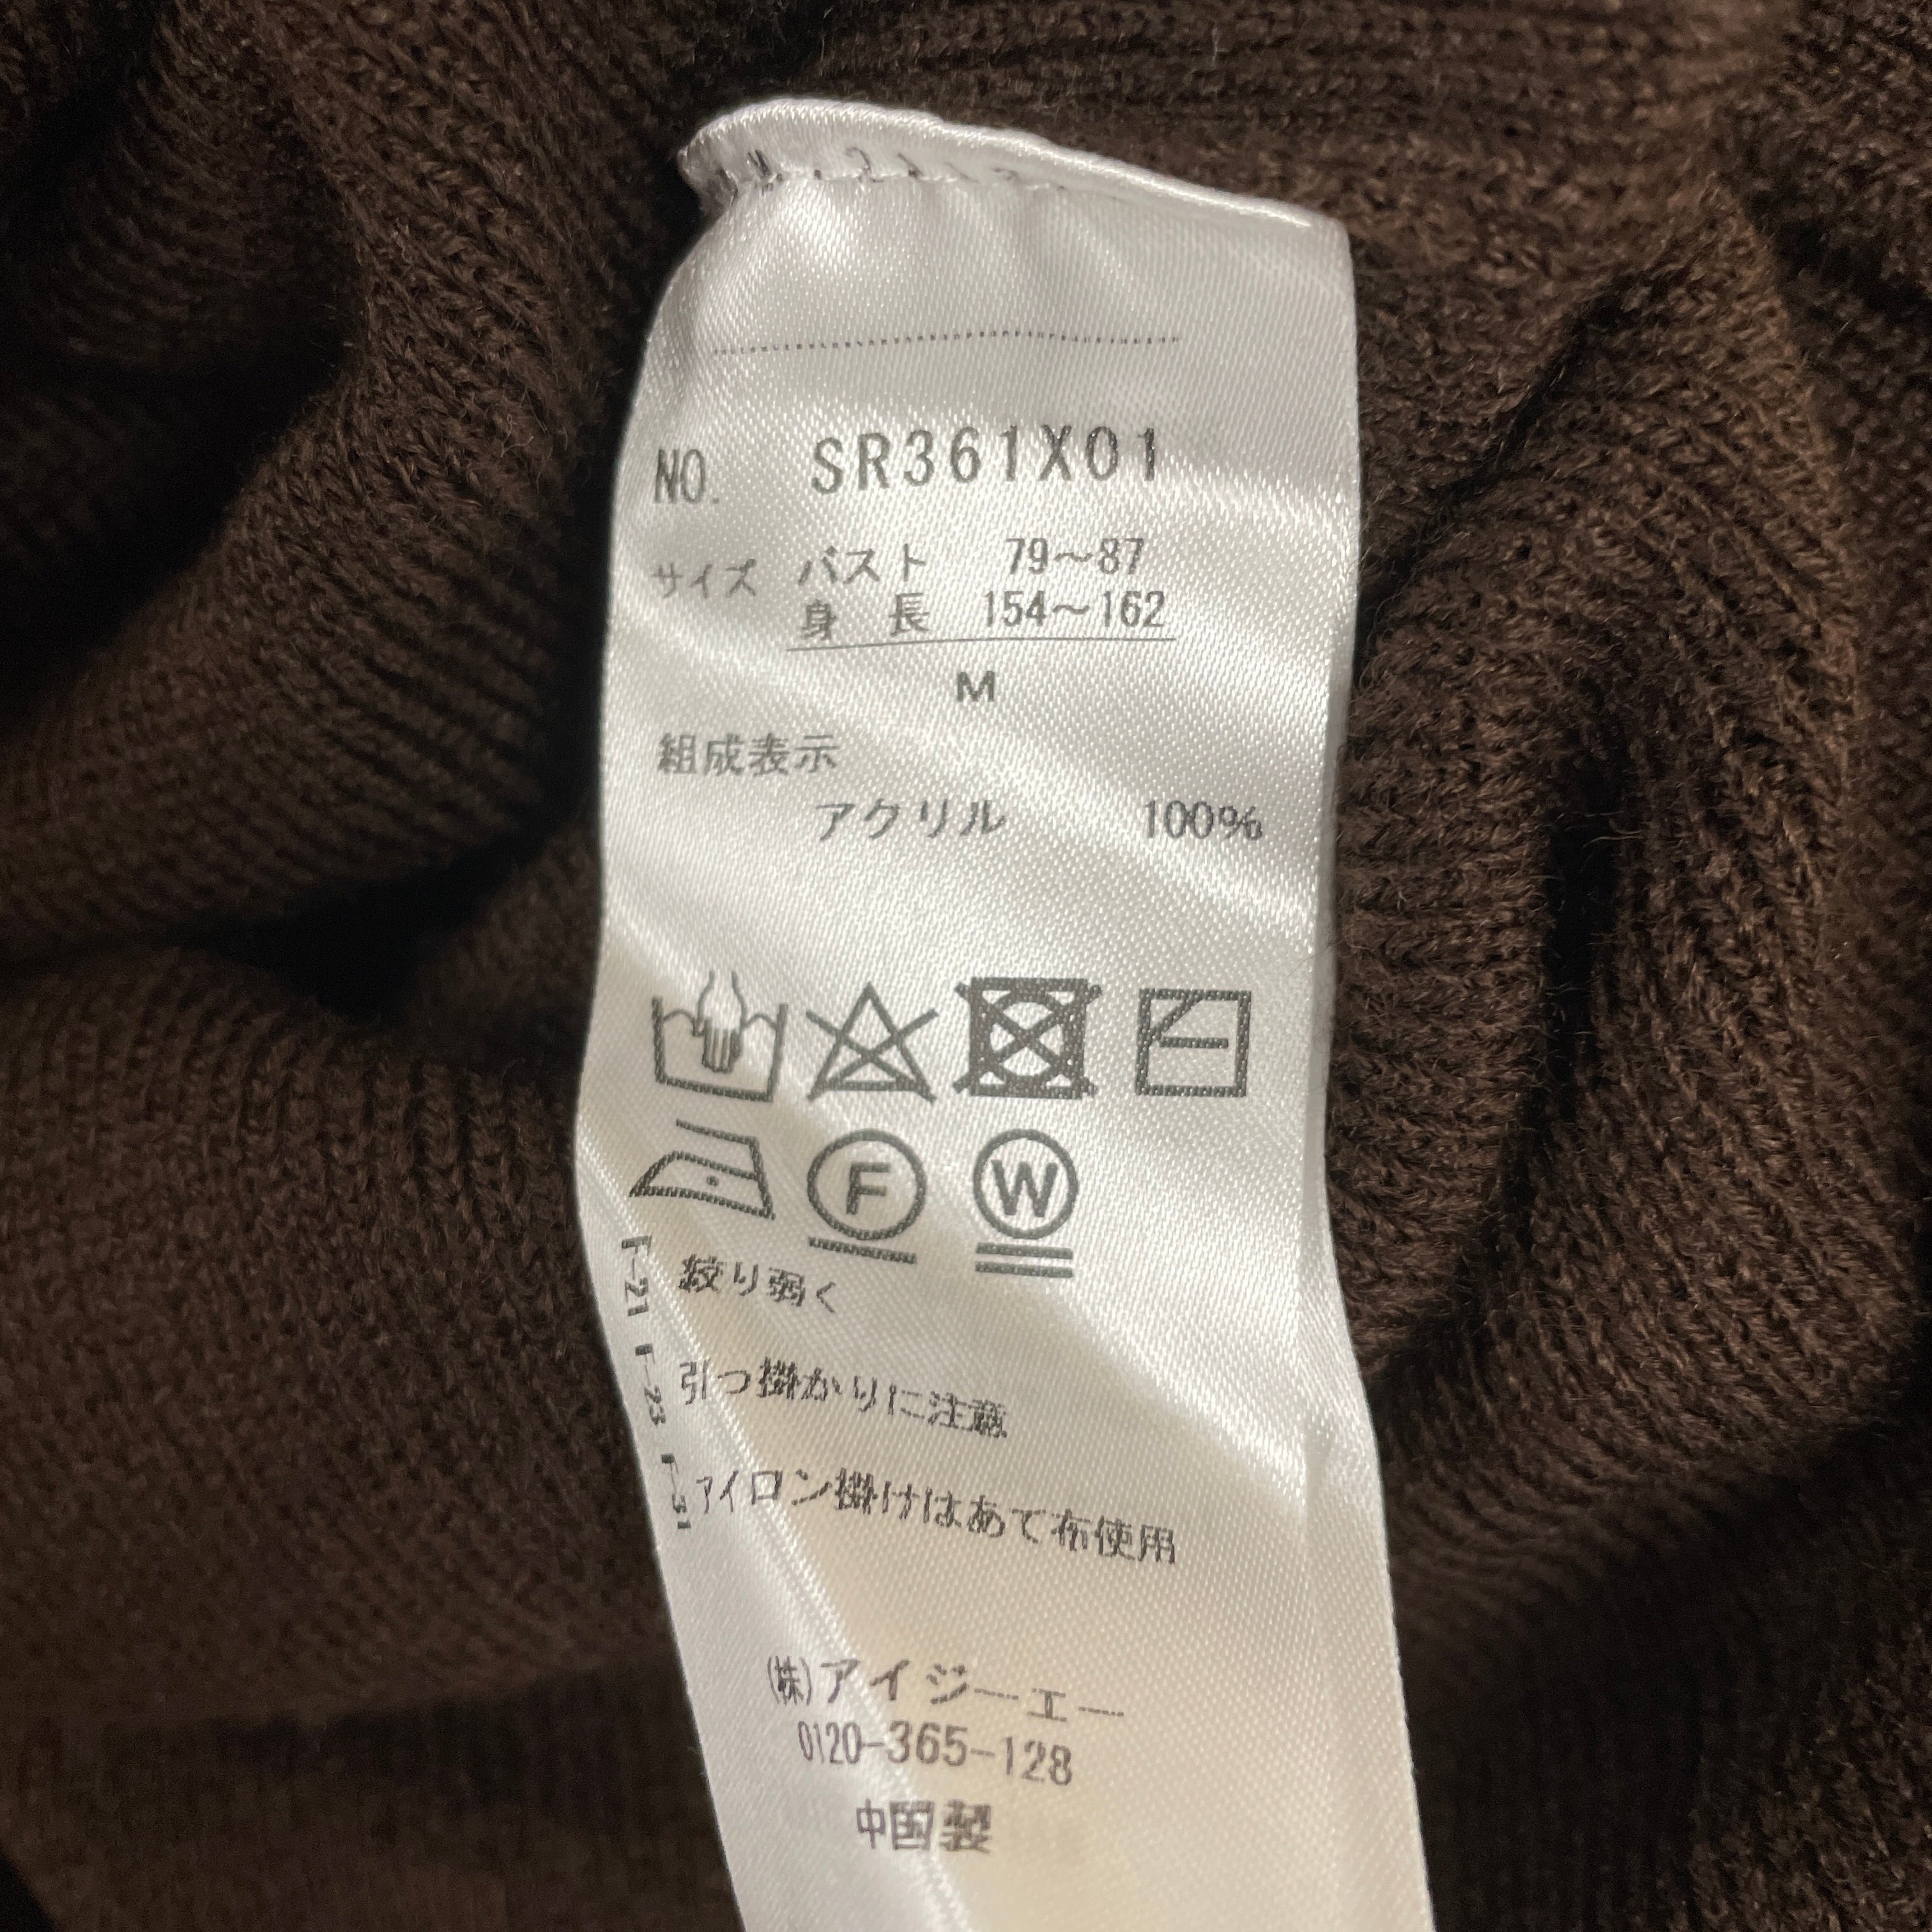 NO. SR361X01
サイズ バスト 79～87
身長 154～162
M
組成表示
アクリル 100%
F
W
絞り弱く
引っ掛かりに注意
アイロン掛けはあて布使用
F-21 F-23 F-31
(株)アイジーエー
0120-365-128
中国製